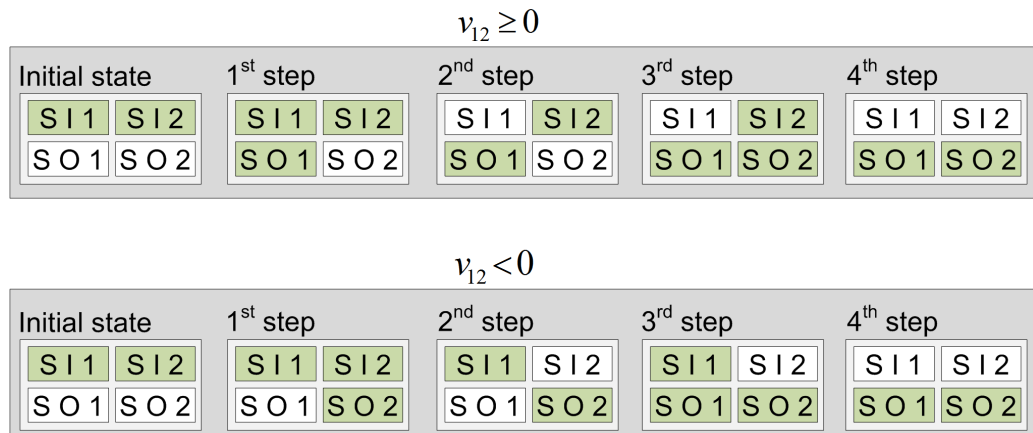 v₁₂ ≥ 0
Initial state 1ˢᵗ step 2ⁿᵈ step 3ʳᵈ step 4ᵗʰ step
S I 1 S I 2 S I 1 S I 2 S I 1 S I 2 S I 1 S I 2 S I 1 S I 2
S O 1 S O 2 S O 1 S O 2 S O 1 S O 2 S O 1 S O 2 S O 1 S O 2
v₁₂ < 0
Initial state 1ˢᵗ step 2ⁿᵈ step 3ʳᵈ step 4ᵗʰ step
S I 1 S I 2 S I 1 S I 2 S I 1 S I 2 S I 1 S I 2 S I 1 S I 2
S O 1 S O 2 S O 1 S O 2 S O 1 S O 2 S O 1 S O 2 S O 1 S O 2